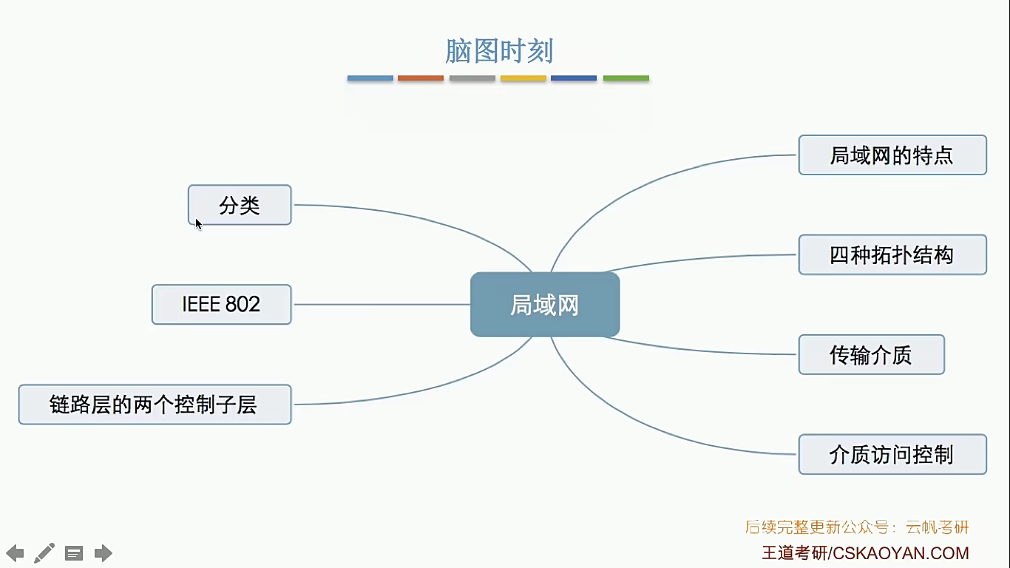 脑图时刻
局域网的特点
分类
四种拓扑结构
IEEE 802
局域网
传输介质
链路层的两个控制子层
介质访问控制
后续完整更新公众号：云帆考研
王道考研/CSKAOYAN.COM